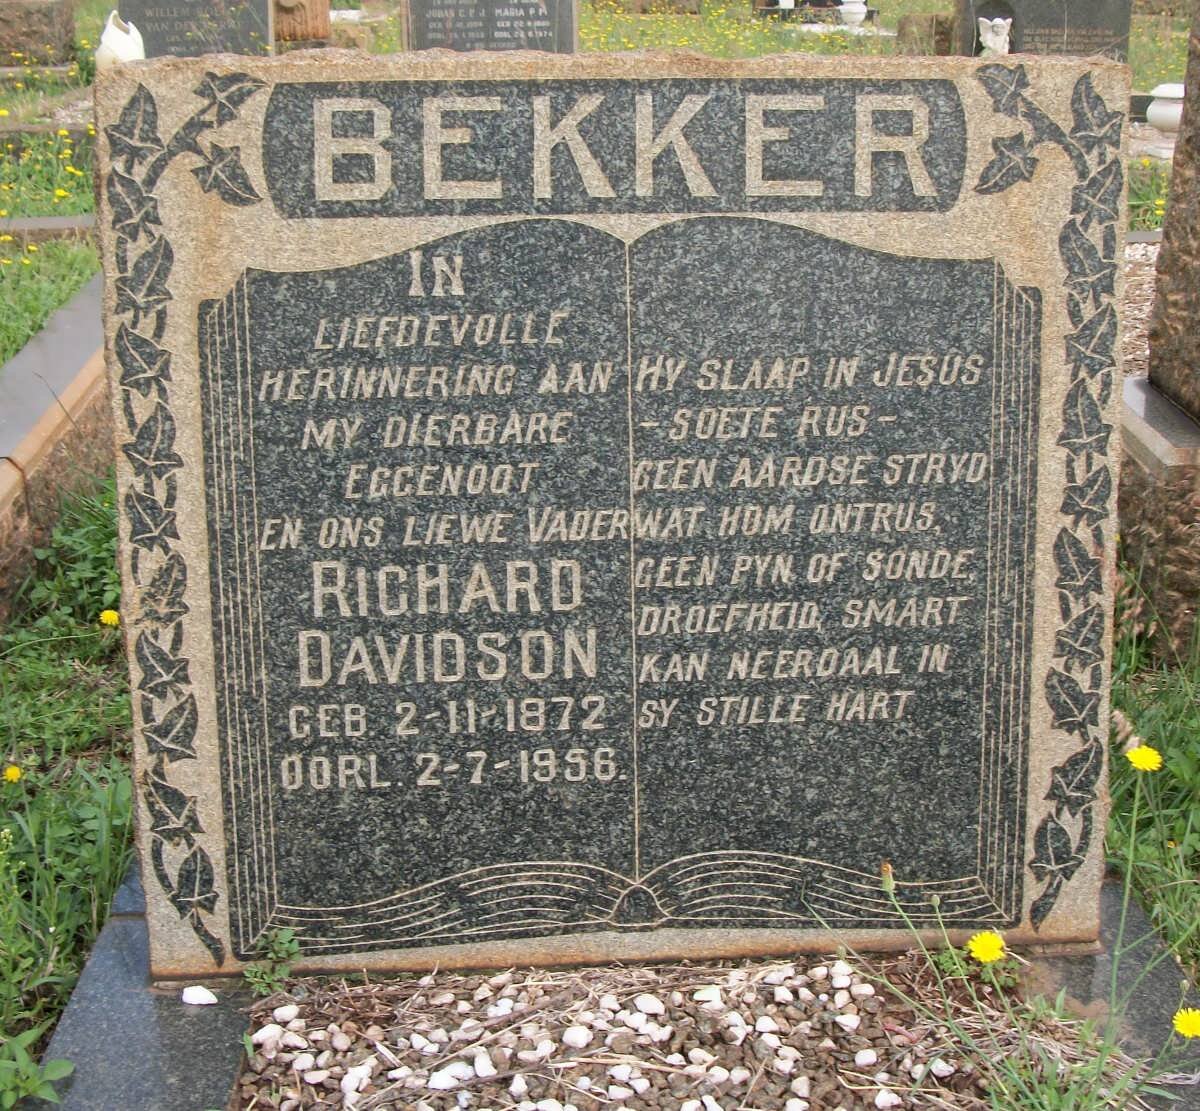 BEKKER
IN
LIEFDEVOLLE
HERINNERING AAN
MY DIERBARE
EGGENOOT
EN ONS LIEWE VADER
RICHARD
DAVIDSON
GEB 2-11-1872
OORL. 2-7-1956.
HY SLAAP IN JESUS
- SOETE RUS -
GEEN AARDSE STRYD
WAT HOM ONTRUS,
GEEN PYN OF SONDE,
DROEFHEID, SMART
KAN NEERDAAL IN
SY STILLE HART